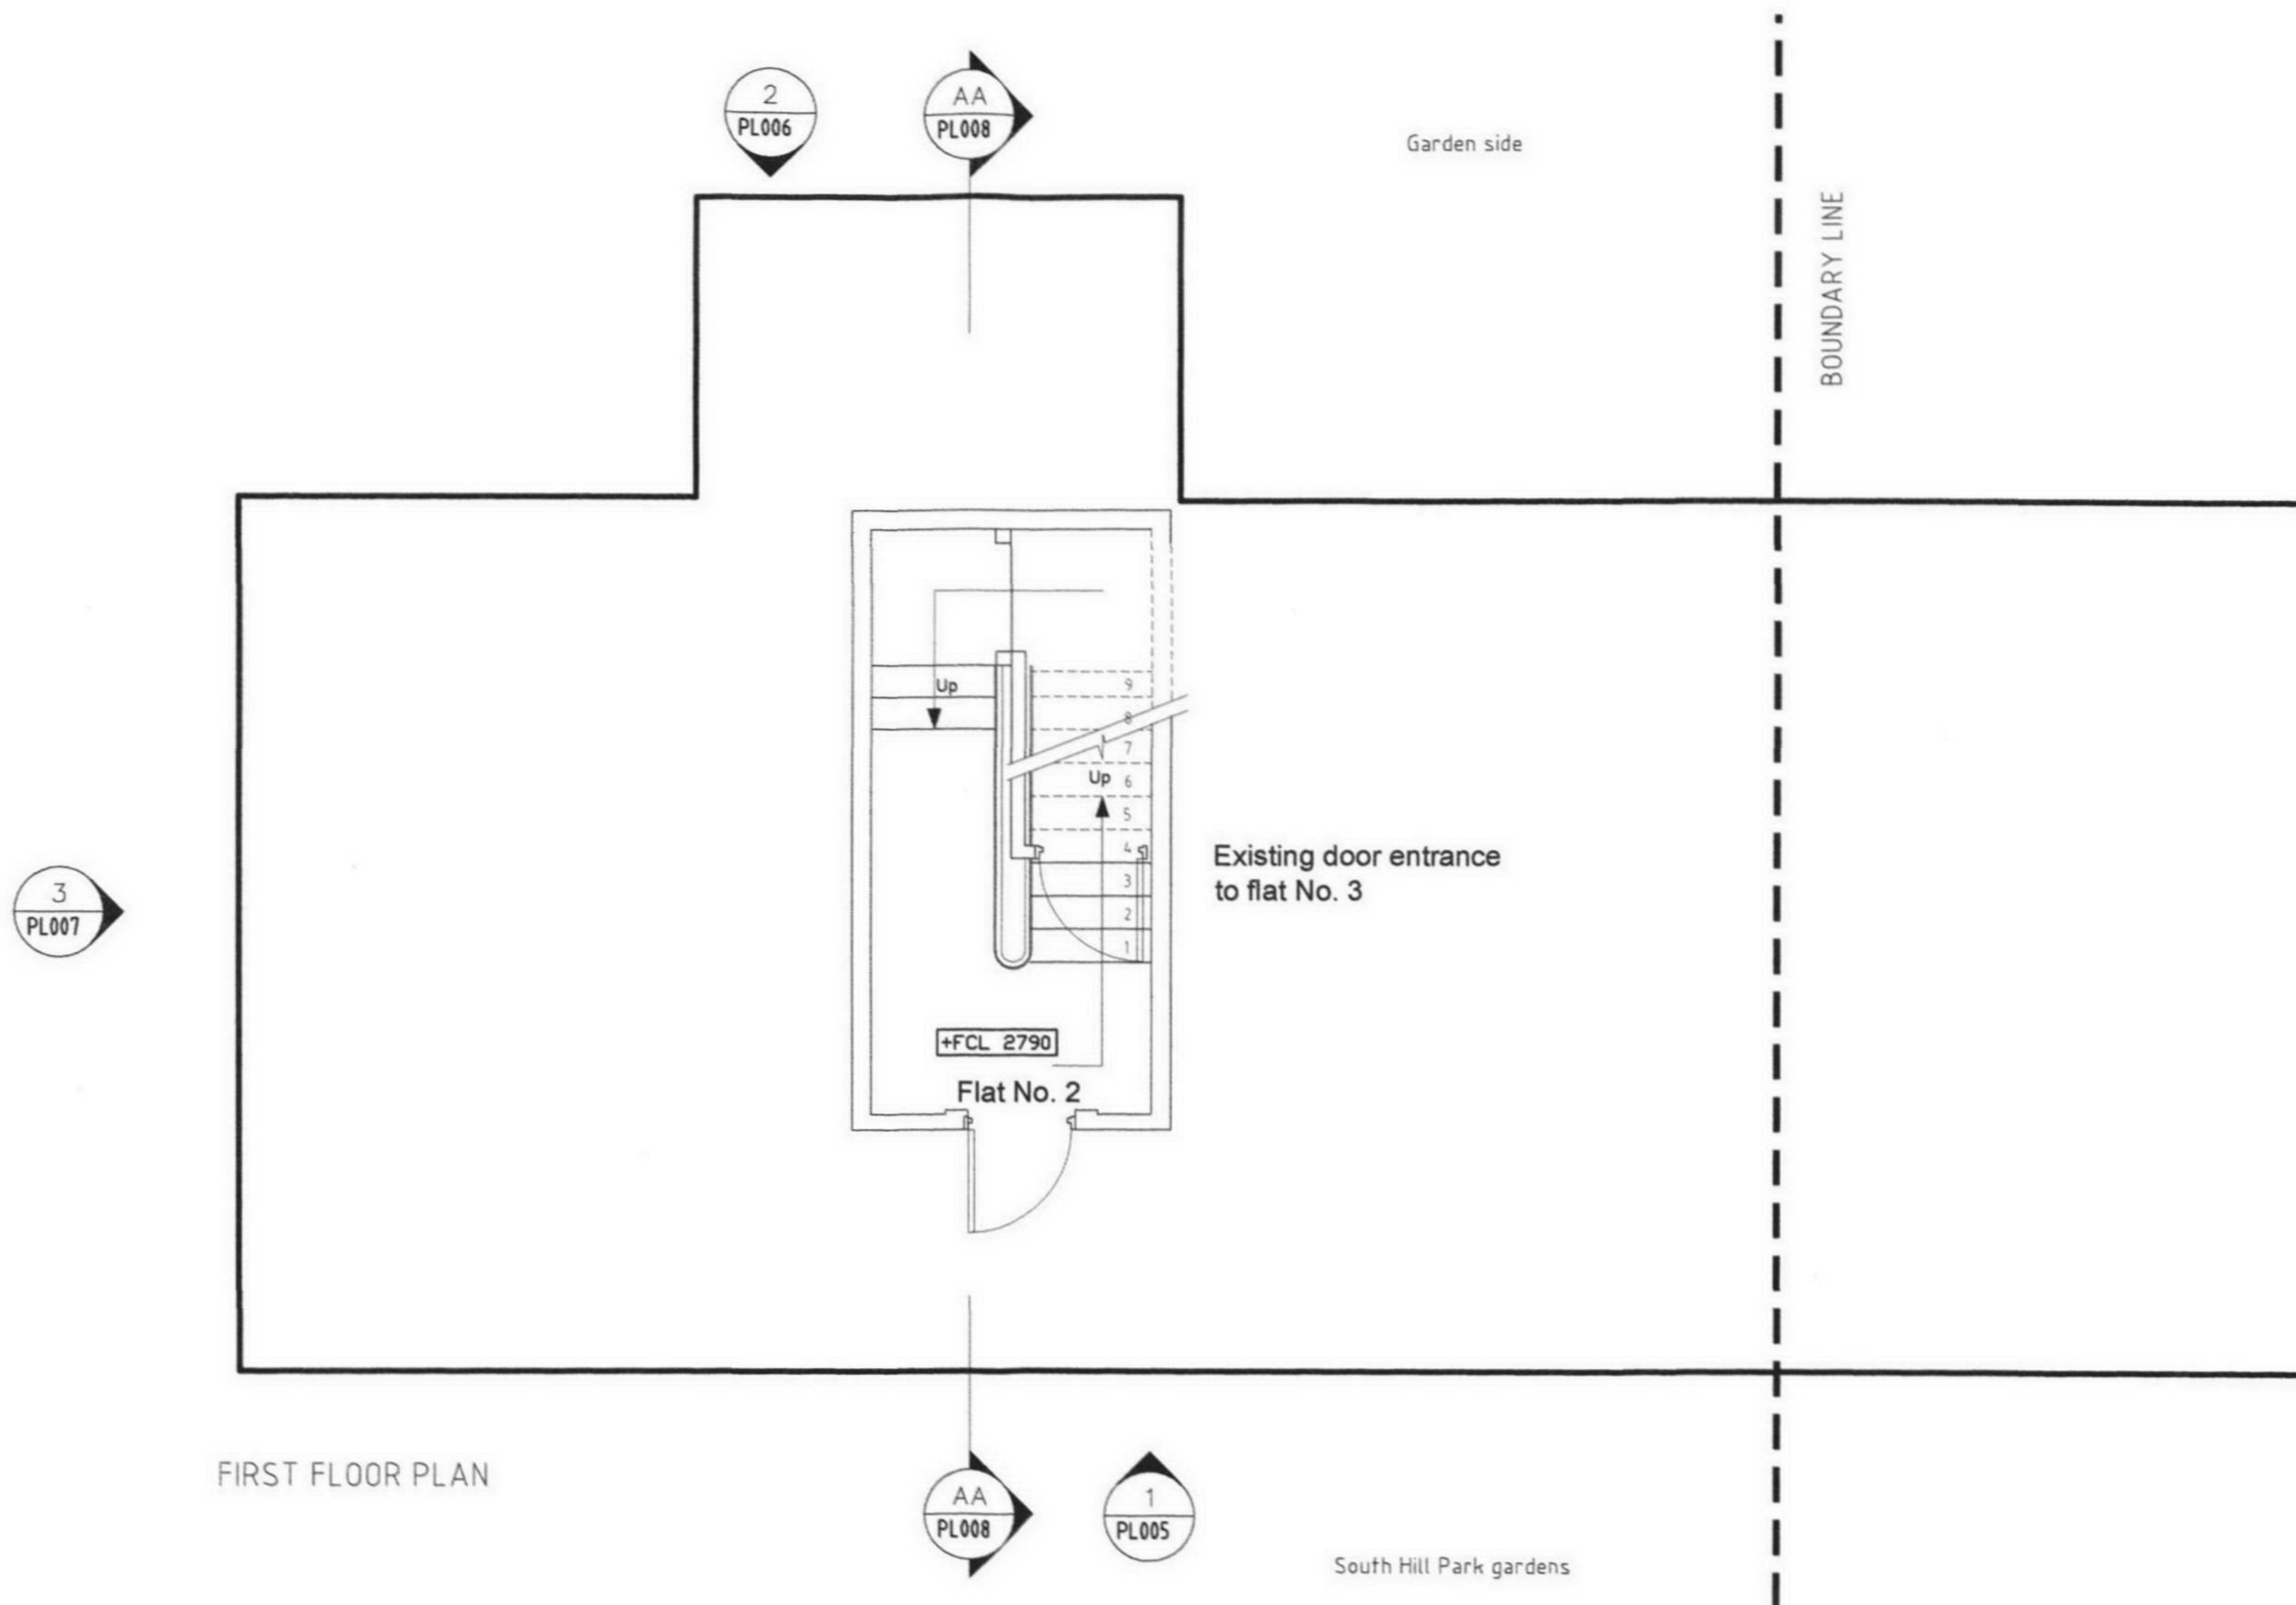 2
PL006
AA
PL008
Garden side
BOUNDARY LINE
Up
9
8
7
Up 6
5
4
3
2
1
Existing door entrance
to flat No. 3
3
PL007
+FCL 2790
Flat No. 2
FIRST FLOOR PLAN
AA
PL008
1
PL005
South Hill Park gardens